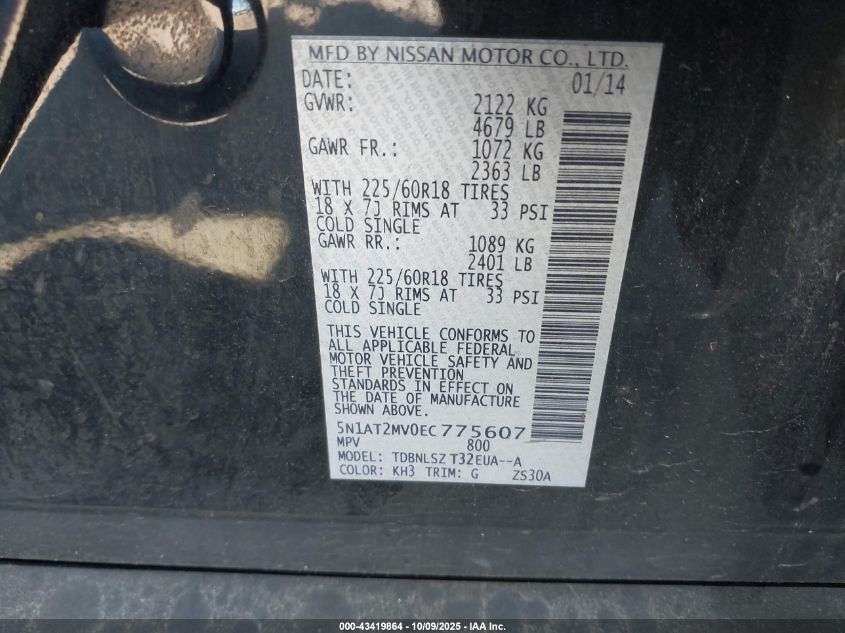 MFD BY NISSAN MOTOR CO., LTD.
DATE: 01/14
GVWR: 2122 KG
4679 LB
GAWR FR.: 1072 KG
2363 LB
WITH 225/60R18 TIRES
18 X 7J RIMS AT 33 PSI
COLD SINGLE
GAWR RR.: 1089 KG
2401 LB
WITH 225/60R18 TIRES
18 X 7J RIMS AT 33 PSI
COLD SINGLE
THIS VEHICLE CONFORMS TO
ALL APPLICABLE FEDERAL
MOTOR VEHICLE SAFETY AND
THEFT PREVENTION
STANDARDS IN EFFECT ON
THE DATE OF MANUFACTURE
SHOWN ABOVE.
5N1AT2MV0EC775607
MPV 800
MODEL: TDBNLSZ T32EUA--A
COLOR: KH3 TRIM: G ZS30A
000-43419864 - 10/09/2025 - IAA Inc.